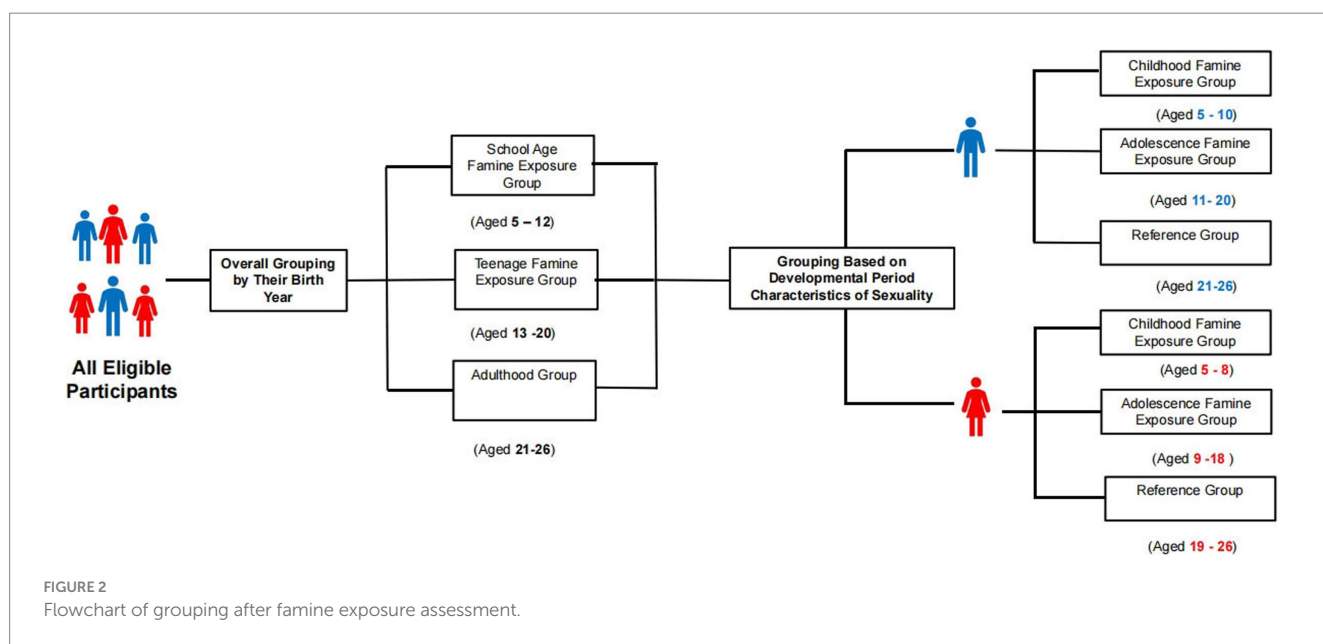 All Eligible
Participants
Overall Grouping
by Their Birth
Year
School Age
Famine Exposure
Group
(Aged 5 – 12)
Teenage Famine
Exposure Group
(Aged 13 -20)
Adulthood Group
(Aged 21-26)
Grouping Based on
Developmental Period
Characteristics of Sexuality
Childhood Famine
Exposure Group
(Aged 5 - 10)
Adolescence Famine
Exposure Group
(Aged 11- 20)
Reference Group
(Aged 21-26)
Childhood Famine
Exposure Group
(Aged 5 - 8)
Adolescence Famine
Exposure Group
(Aged 9 -18 )
Reference Group
(Aged 19 - 26)
FIGURE 2
Flowchart of grouping after famine exposure assessment.